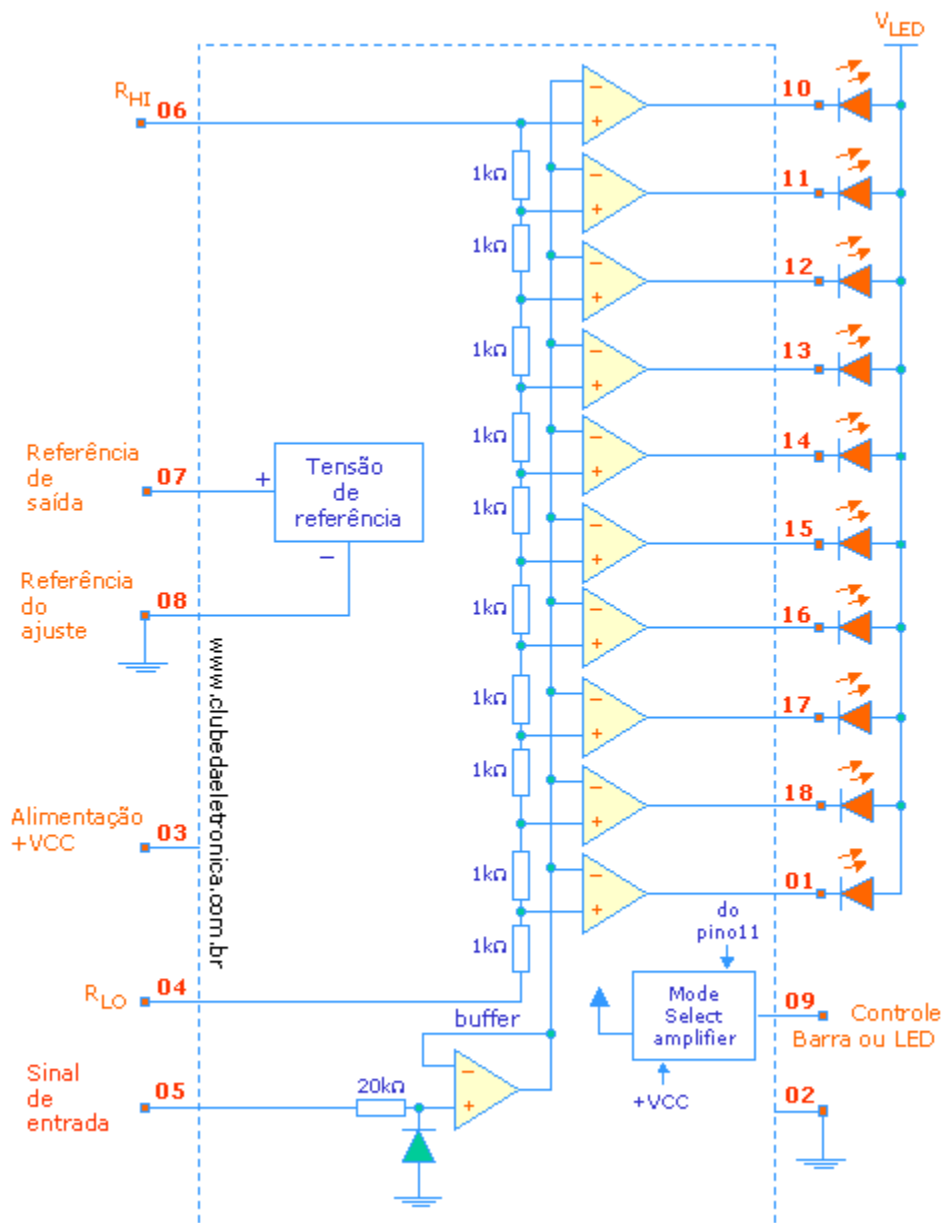 VLED
RHI
06
10
1kΩ
11
1kΩ
12
1kΩ
13
1kΩ
14
Referência
de
saída
07
+
Tensão
de
referência
−
1kΩ
15
Referência
do
ajuste
08
1kΩ
16
1kΩ
17
1kΩ
18
Alimentação
+VCC
03
1kΩ
01
www.clubedaeletronica.com.br
1kΩ
do
pino11
RLO
04
Mode
Select
amplifier
+VCC
09
Controle
Barra ou LED
buffer
Sinal
de
entrada
05
20kΩ
02
− +
− +
− +
− +
− +
− +
− +
− +
− +
− +
− +